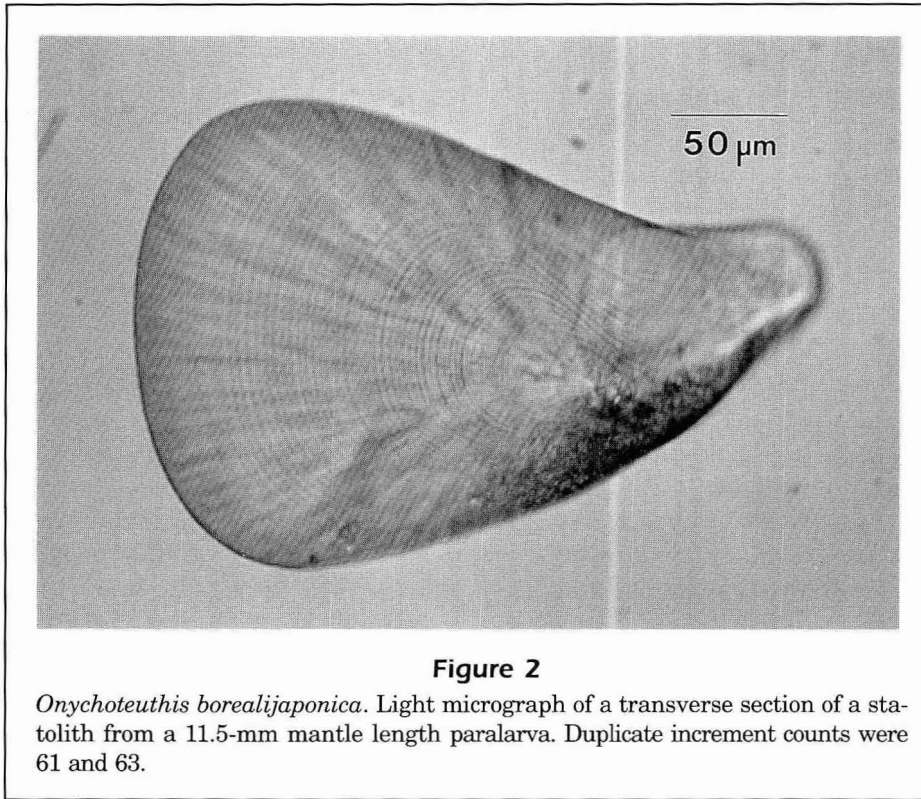 50 µm
Figure 2
Onychoteuthis borealijaponica. Light micrograph of a transverse section of a sta-
tolith from a 11.5-mm mantle length paralarva. Duplicate increment counts were
61 and 63.